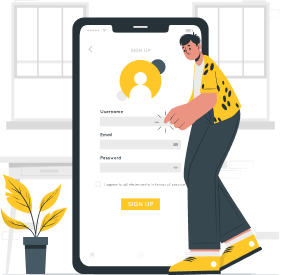 SIGN UP
Username
Email
Password
I agree to all statements in terms of service
SIGN UP